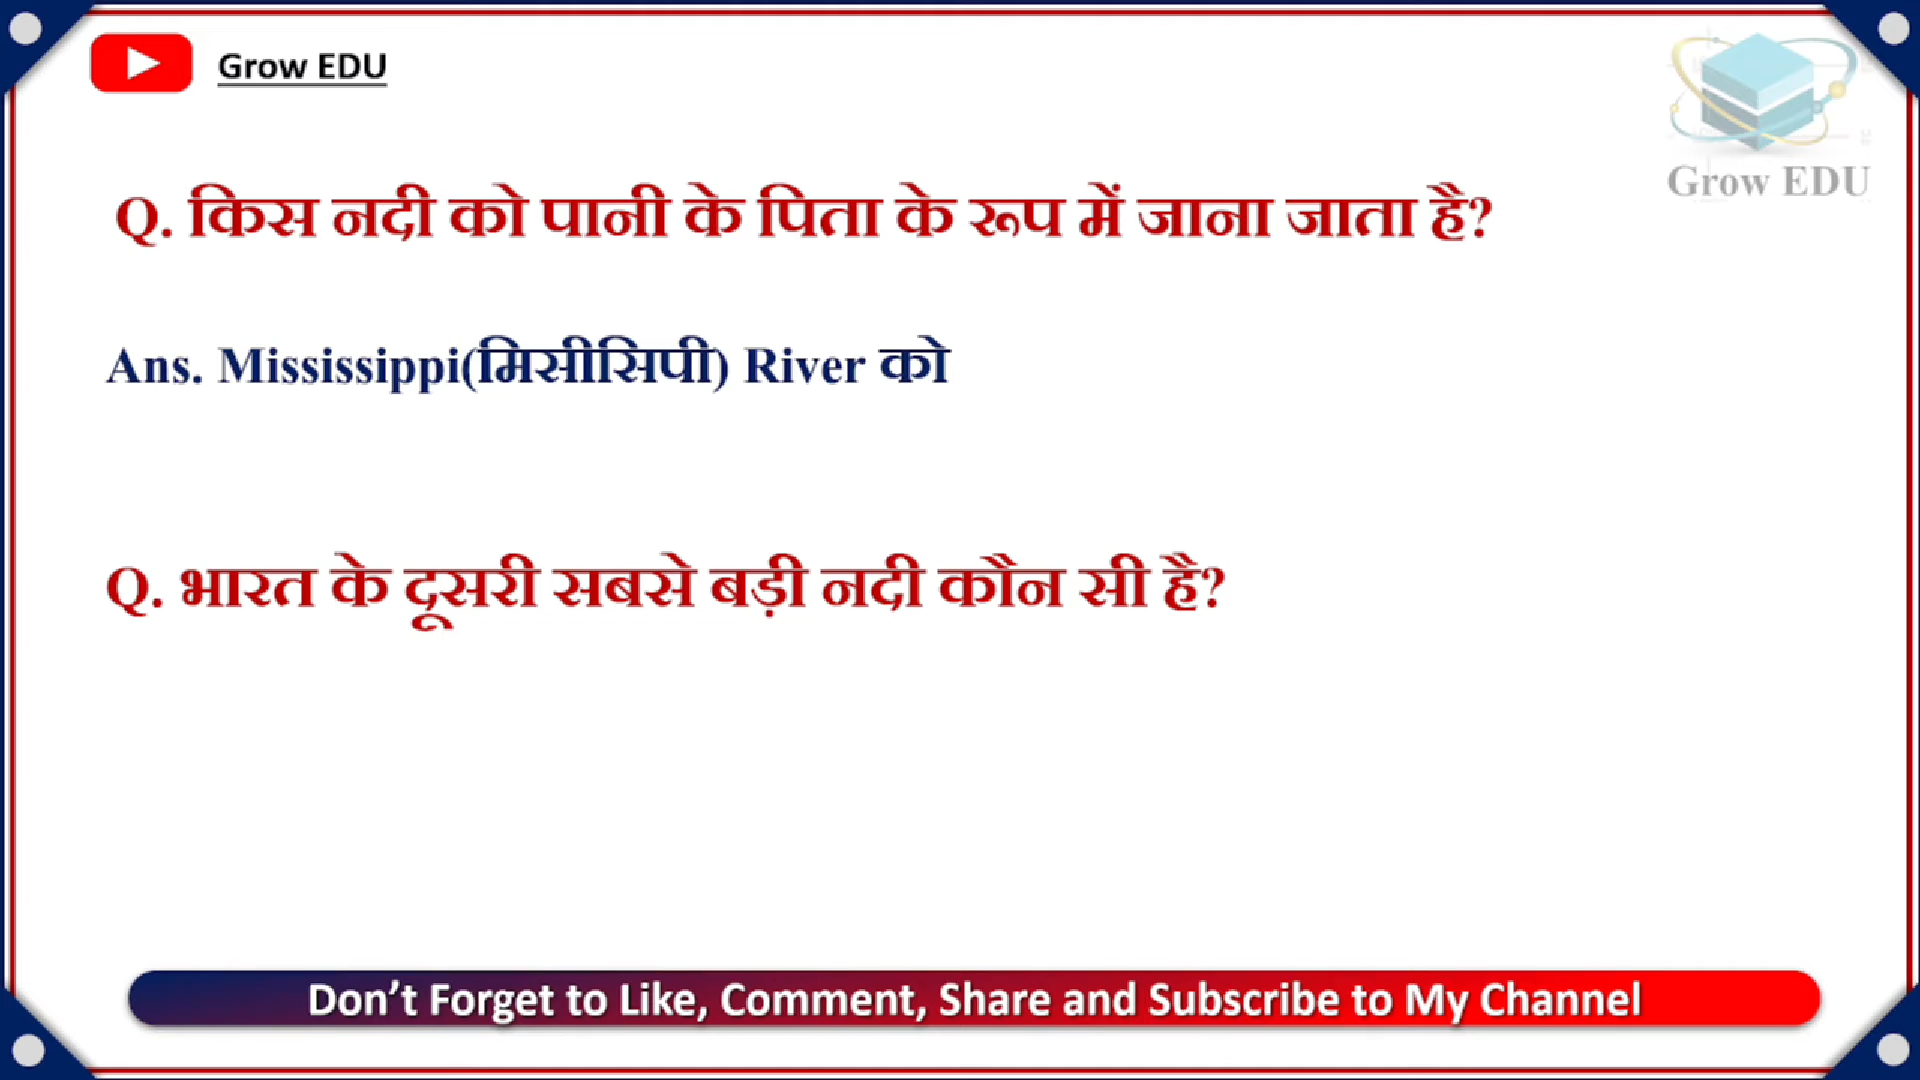 Grow EDU
Grow EDU
Q. किस नदी को पानी के पिता के रूप में जाना जाता है?
Ans. Mississippi(मिसीसिपी) River को
Q. भारत के दूसरी सबसे बड़ी नदी कौन सी है?
Don’t Forget to Like, Comment, Share and Subscribe to My Channel